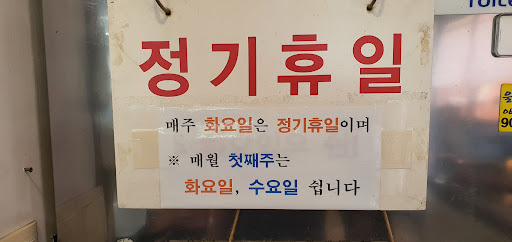 정기휴일
매주 화요일은 정기휴일이며
※ 매월 첫째주는
화요일, 수요일 쉽니다